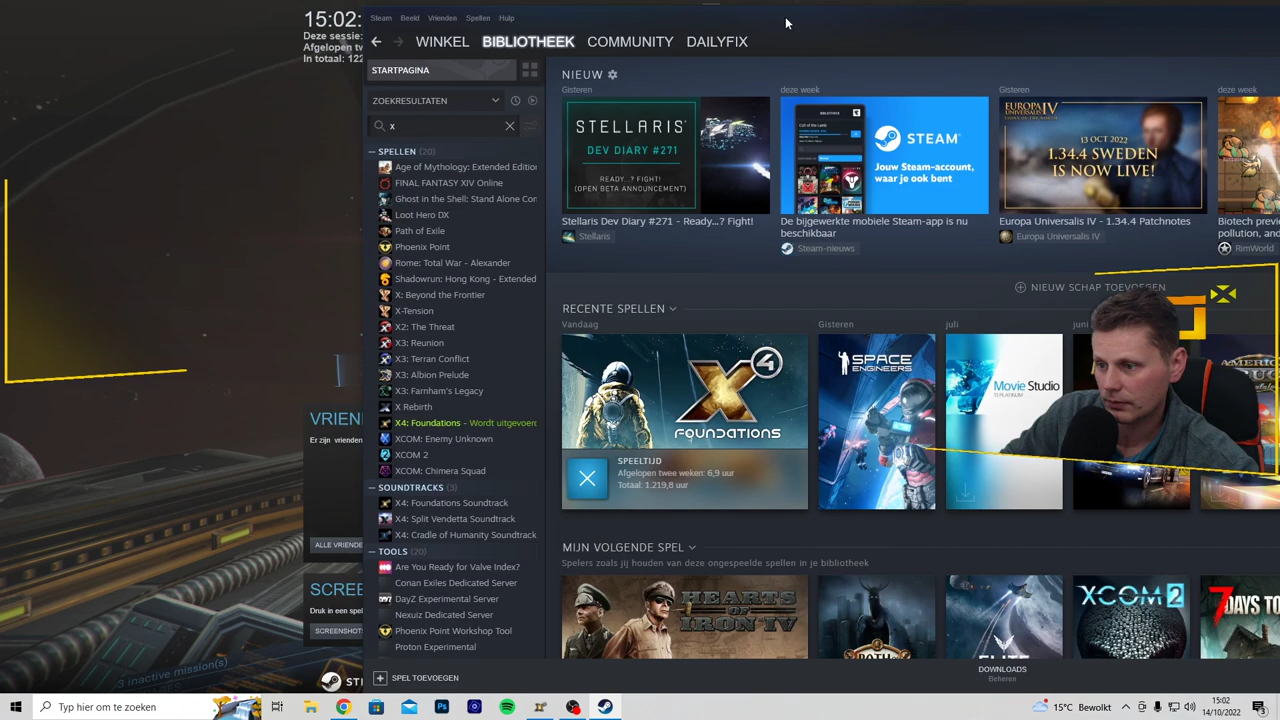 15:02:
Deze sessie:
Afgelopen tw
In totaal: 122
Steam Beeld Vrienden Spellen Hulp
WINKEL BIBLIOTHEEK COMMUNITY DAILYFIX
STARTPAGINA
ZOEKRESULTATEN
x
SPELLEN (20)
Age of Mythology: Extended Edition
FINAL FANTASY XIV Online
Ghost in the Shell: Stand Alone Con
Loot Hero DX
Path of Exile
Phoenix Point
Rome: Total War - Alexander
Shadowrun: Hong Kong - Extended
X: Beyond the Frontier
X-Tension
X2: The Threat
X3: Reunion
X3: Terran Conflict
X3: Albion Prelude
X3: Farnham's Legacy
X Rebirth
X4: Foundations - Wordt uitgevoerd
XCOM: Enemy Unknown
XCOM 2
XCOM: Chimera Squad
SOUNDTRACKS (3)
X4: Foundations Soundtrack
X4: Split Vendetta Soundtrack
X4: Cradle of Humanity Soundtrack
TOOLS (20)
Are You Ready for Valve Index?
Conan Exiles Dedicated Server
DayZ Experimental Server
Nexuiz Dedicated Server
Phoenix Point Workshop Tool
Proton Experimental
SPEL TOEVOEGEN
NIEUW
Gisteren
deze week
Gisteren
deze week
STELLARIS
DEV DIARY #271
READY...? FIGHT!
(OPEN BETA ANNOUNCEMENT)
STEAM
Jouw Steam-account,
waar je ook bent
EUROPA UNIVERSALIS IV
13 OCT 2022
1.34.4 SWEDEN
IS NOW LIVE!
Stellaris Dev Diary #271 - Ready...? Fight!
Stellaris
De bijgewerkte mobiele Steam-app is nu
beschikbaar
Steam-nieuws
Europa Universalis IV - 1.34.4 Patchnotes
Europa Universalis IV
Biotech previe
pollution, and
RimWorld
NIEUW SCHAP TOEVOEGEN
RECENTE SPELLEN
Vandaag
Gisteren
juli
juni
X4
FOUNDATIONS
SPEELTIJD
Afgelopen twee weken: 6,9 uur
Totaal: 1.219,8 uur
SPACE
ENGINEERS
Movie Studio
MIJN VOLGENDE SPEL
Spelers zoals jij houden van deze ongespeelde spellen in je bibliotheek
HEARTS
OF
IRON IV
XCOM 2
7 DAYS TO
DOWNLOADS
Beheren
VRIEN
Er zijn vrienden
ALLE VRIENDE
SCREE
Druk in een spel
SCREENSHOTS
3 inactive mission(s)
STE
Typ hier om te zoeken
15°C Bewolkt
15:02
14/10/2022